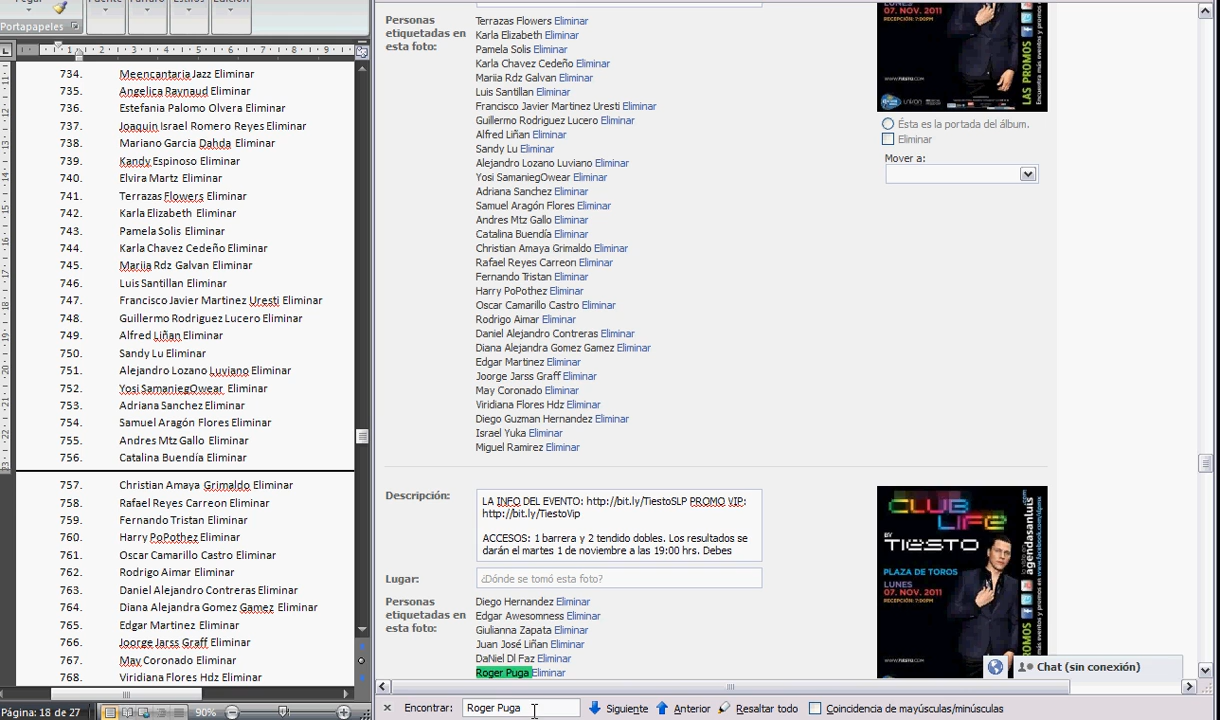 Portapapeles
734. Meencantaria Jazz Eliminar
735. Angelica Raynaud Eliminar
736. Estefania Palomo Olvera Eliminar
737. Joaquin Israel Romero Reyes Eliminar
738. Mariano Garcia Dahda Eliminar
739. Kandy Espinoso Eliminar
740. Elvira Martz Eliminar
741. Terrazas Flowers Eliminar
742. Karla Elizabeth Eliminar
743. Pamela Solis Eliminar
744. Karla Chavez Cedeño Eliminar
745. Mariia Rdz Galvan Eliminar
746. Luis Santillan Eliminar
747. Francisco Javier Martinez Uresti Eliminar
748. Guillermo Rodriguez Lucero Eliminar
749. Alfred Liñan Eliminar
750. Sandy Lu Eliminar
751. Alejandro Lozano Luviano Eliminar
752. Yosi SamaniegOwear Eliminar
753. Adriana Sanchez Eliminar
754. Samuel Aragón Flores Eliminar
755. Andres Mtz Gallo Eliminar
756. Catalina Buendía Eliminar
757. Christian Amaya Grimaldo Eliminar
758. Rafael Reyes Carreon Eliminar
759. Fernando Tristan Eliminar
760. Harry PoPothez Eliminar
761. Oscar Camarillo Castro Eliminar
762. Rodrigo Aimar Eliminar
763. Daniel Alejandro Contreras Eliminar
764. Diana Alejandra Gomez Gamez Eliminar
765. Edgar Martinez Eliminar
766. Joorge Jarss Graff Eliminar
767. May Coronado Eliminar
768. Viridiana Flores Hdz Eliminar
Página: 18 de 27
90%
Personas etiquetadas en esta foto:
Terrazas Flowers Eliminar
Karla Elizabeth Eliminar
Pamela Solis Eliminar
Karla Chavez Cedeño Eliminar
Mariia Rdz Galvan Eliminar
Luis Santillan Eliminar
Francisco Javier Martinez Uresti Eliminar
Guillermo Rodriguez Lucero Eliminar
Alfred Liñan Eliminar
Sandy Lu Eliminar
Alejandro Lozano Luviano Eliminar
Yosi SamaniegOwear Eliminar
Adriana Sanchez Eliminar
Samuel Aragón Flores Eliminar
Andres Mtz Gallo Eliminar
Catalina Buendía Eliminar
Christian Amaya Grimaldo Eliminar
Rafael Reyes Carreon Eliminar
Fernando Tristan Eliminar
Harry PoPothez Eliminar
Oscar Camarillo Castro Eliminar
Rodrigo Aimar Eliminar
Daniel Alejandro Contreras Eliminar
Diana Alejandra Gomez Gamez Eliminar
Edgar Martinez Eliminar
Joorge Jarss Graff Eliminar
May Coronado Eliminar
Viridiana Flores Hdz Eliminar
Diego Guzman Hernandez Eliminar
Israel Yuka Eliminar
Miguel Ramirez Eliminar
07. NOV. 2011
RECEPCIÓN: 7:00PM
LAS PROMOS
Ésta es la portada del álbum.
Eliminar
Mover a:
Descripción:
LA INFO DEL EVENTO: http://bit.ly/TiestoSLP PROMO VIP:
http://bit.ly/TiestoVip
ACCESOS: 1 barrera y 2 tendido dobles. Los resultados se
darán el martes 1 de noviembre a las 19:00 hrs. Debes
Lugar:
¿Dónde se tomó esta foto?
Personas etiquetadas en esta foto:
Diego Hernandez Eliminar
Edgar Awesomness Eliminar
Giulianna Zapata Eliminar
Juan José Liñan Eliminar
DaNiel Dl Faz Eliminar
Roger Puga Eliminar
CLUB
LIFE
BY
TIËSTO
PLAZA DE TOROS
LUNES
07. NOV. 2011
RECEPCIÓN: 7:00PM
agendasanluis
Chat (sin conexión)
Encontrar: Roger Puga Siguiente Anterior Resaltar todo Coincidencia de mayúsculas/minúsculas